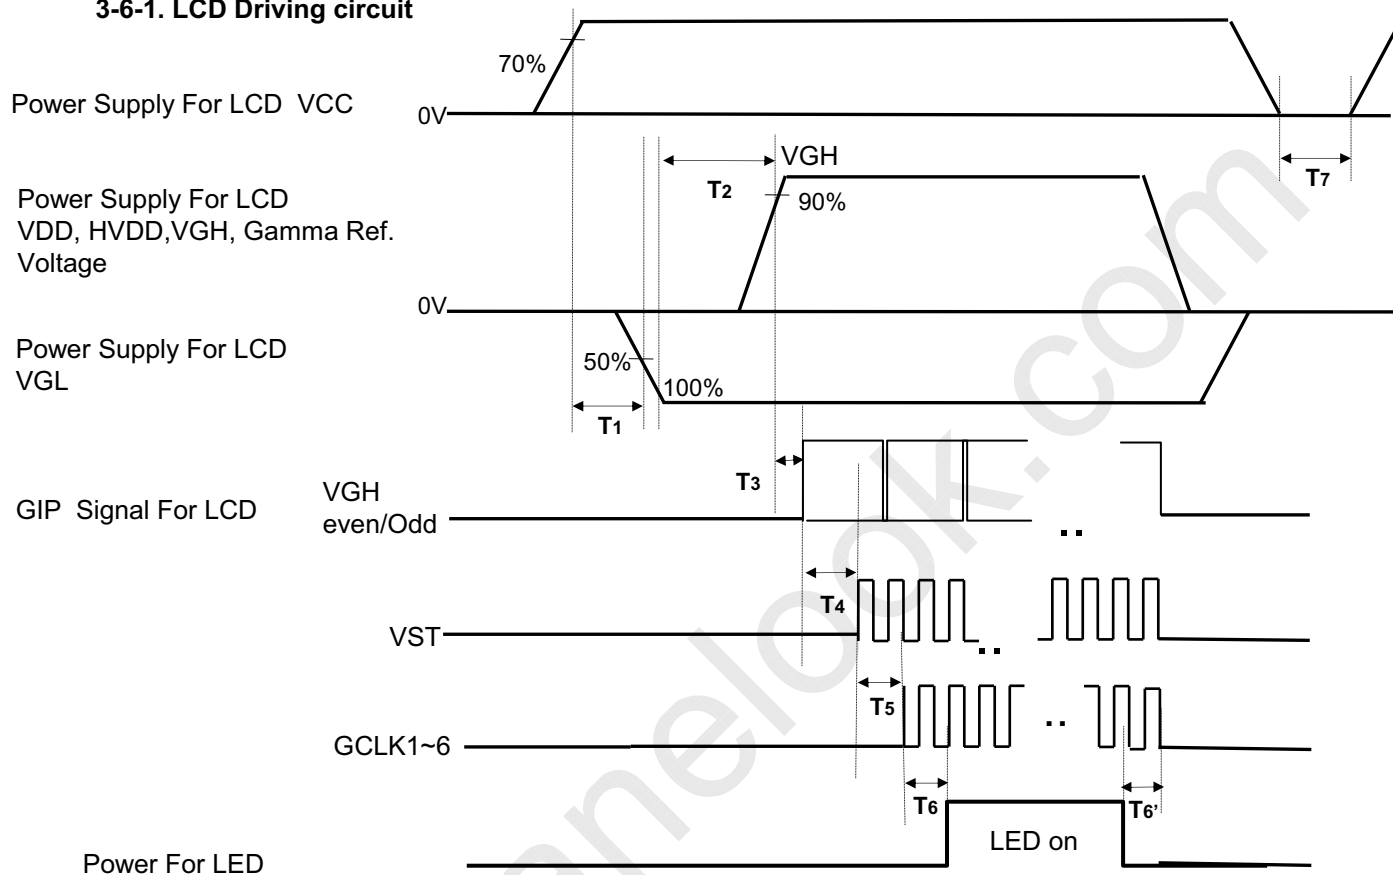 3-6-1. LCD Driving circuit
70%
Power Supply For LCD VCC
0V
VGH
T2
T7
Power Supply For LCD
VDD, HVDD,VGH, Gamma Ref.
Voltage
90%
0V
Power Supply For LCD
VGL
50%
100%
T1
T3
GIP Signal For LCD
VGH
even/Odd
..
T4
VST
..
T5
GCLK1~6
..
T6
T6’
LED on
Power For LED
anelook.com